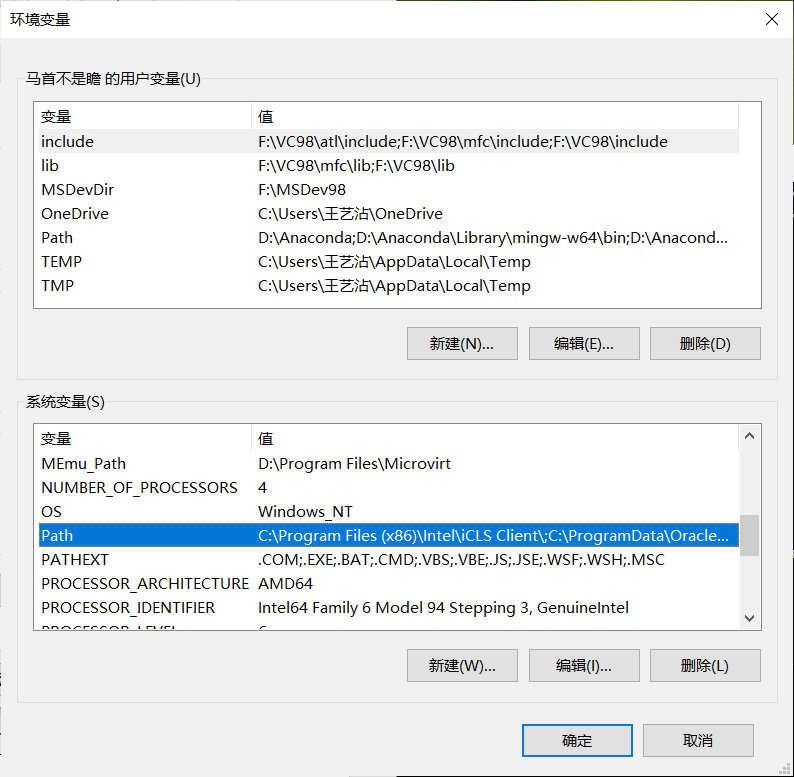 环境变量
马首不是瞻 的用户变量(U)
变量 值
include F:\VC98\atl\include;F:\VC98\mfc\include;F:\VC98\include
lib F:\VC98\mfc\lib;F:\VC98\lib
MSDevDir F:\MSDev98
OneDrive C:\Users\王艺沾\OneDrive
Path D:\Anaconda;D:\Anaconda\Library\mingw-w64\bin;D:\Anacond...
TEMP C:\Users\王艺沾\AppData\Local\Temp
TMP C:\Users\王艺沾\AppData\Local\Temp
新建(N)... 编辑(E)... 删除(D)
系统变量(S)
变量 值
MEmu_Path D:\Program Files\Microvirt
NUMBER_OF_PROCESSORS 4
OS Windows_NT
Path C:\Program Files (x86)\Intel\iCLS Client\;C:\ProgramData\Oracle...
PATHEXT .COM;.EXE;.BAT;.CMD;.VBS;.VBE;.JS;.JSE;.WSF;.WSH;.MSC
PROCESSOR_ARCHITECTURE AMD64
PROCESSOR_IDENTIFIER Intel64 Family 6 Model 94 Stepping 3, GenuineIntel
PROCESSOR_LEVEL 6
新建(W)... 编辑(I)... 删除(L)
确定 取消